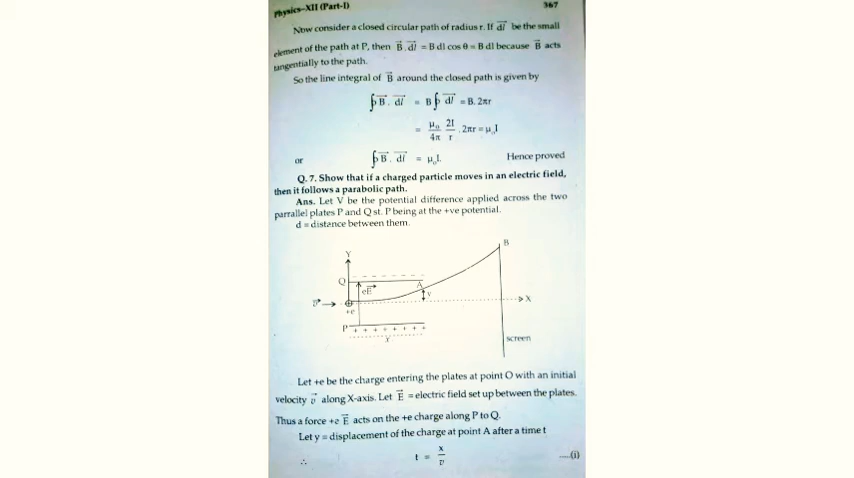 Physics-XII (Part-I) 367
Now consider a closed circular path of radius r. If dl⃗ be the small
element of the path at P, then B⃗ . dl⃗ = B dl cos θ = B dl because B⃗ acts
tangentially to the path.
So the line integral of B⃗ around the closed path is given by
∮B⃗ . dl⃗ = B∮ dl⃗ = B. 2πr
= μ₀/4π 2I/r . 2πr = μ₀I
or ∮B⃗ . dl⃗ = μ₀I. Hence proved
Q. 7. Show that if a charged particle moves in an electric field,
then it follows a parabolic path.
Ans. Let V be the potential difference applied across the two
parrallel plates P and Q st. P being at the +ve potential.
d = distance between them.
Y
B
Q
A
eE⃗
y
v⃗ →
X
+e
P + + + + + + + +
x
screen
Let +e be the charge entering the plates at point O with an initial
velocity v⃗ along X-axis. Let E⃗ = electric field set up between the plates.
Thus a force +e E⃗ acts on the +e charge along P to Q.
Let y = displacement of the charge at point A after a time t
∴ t = x/v ....(i)